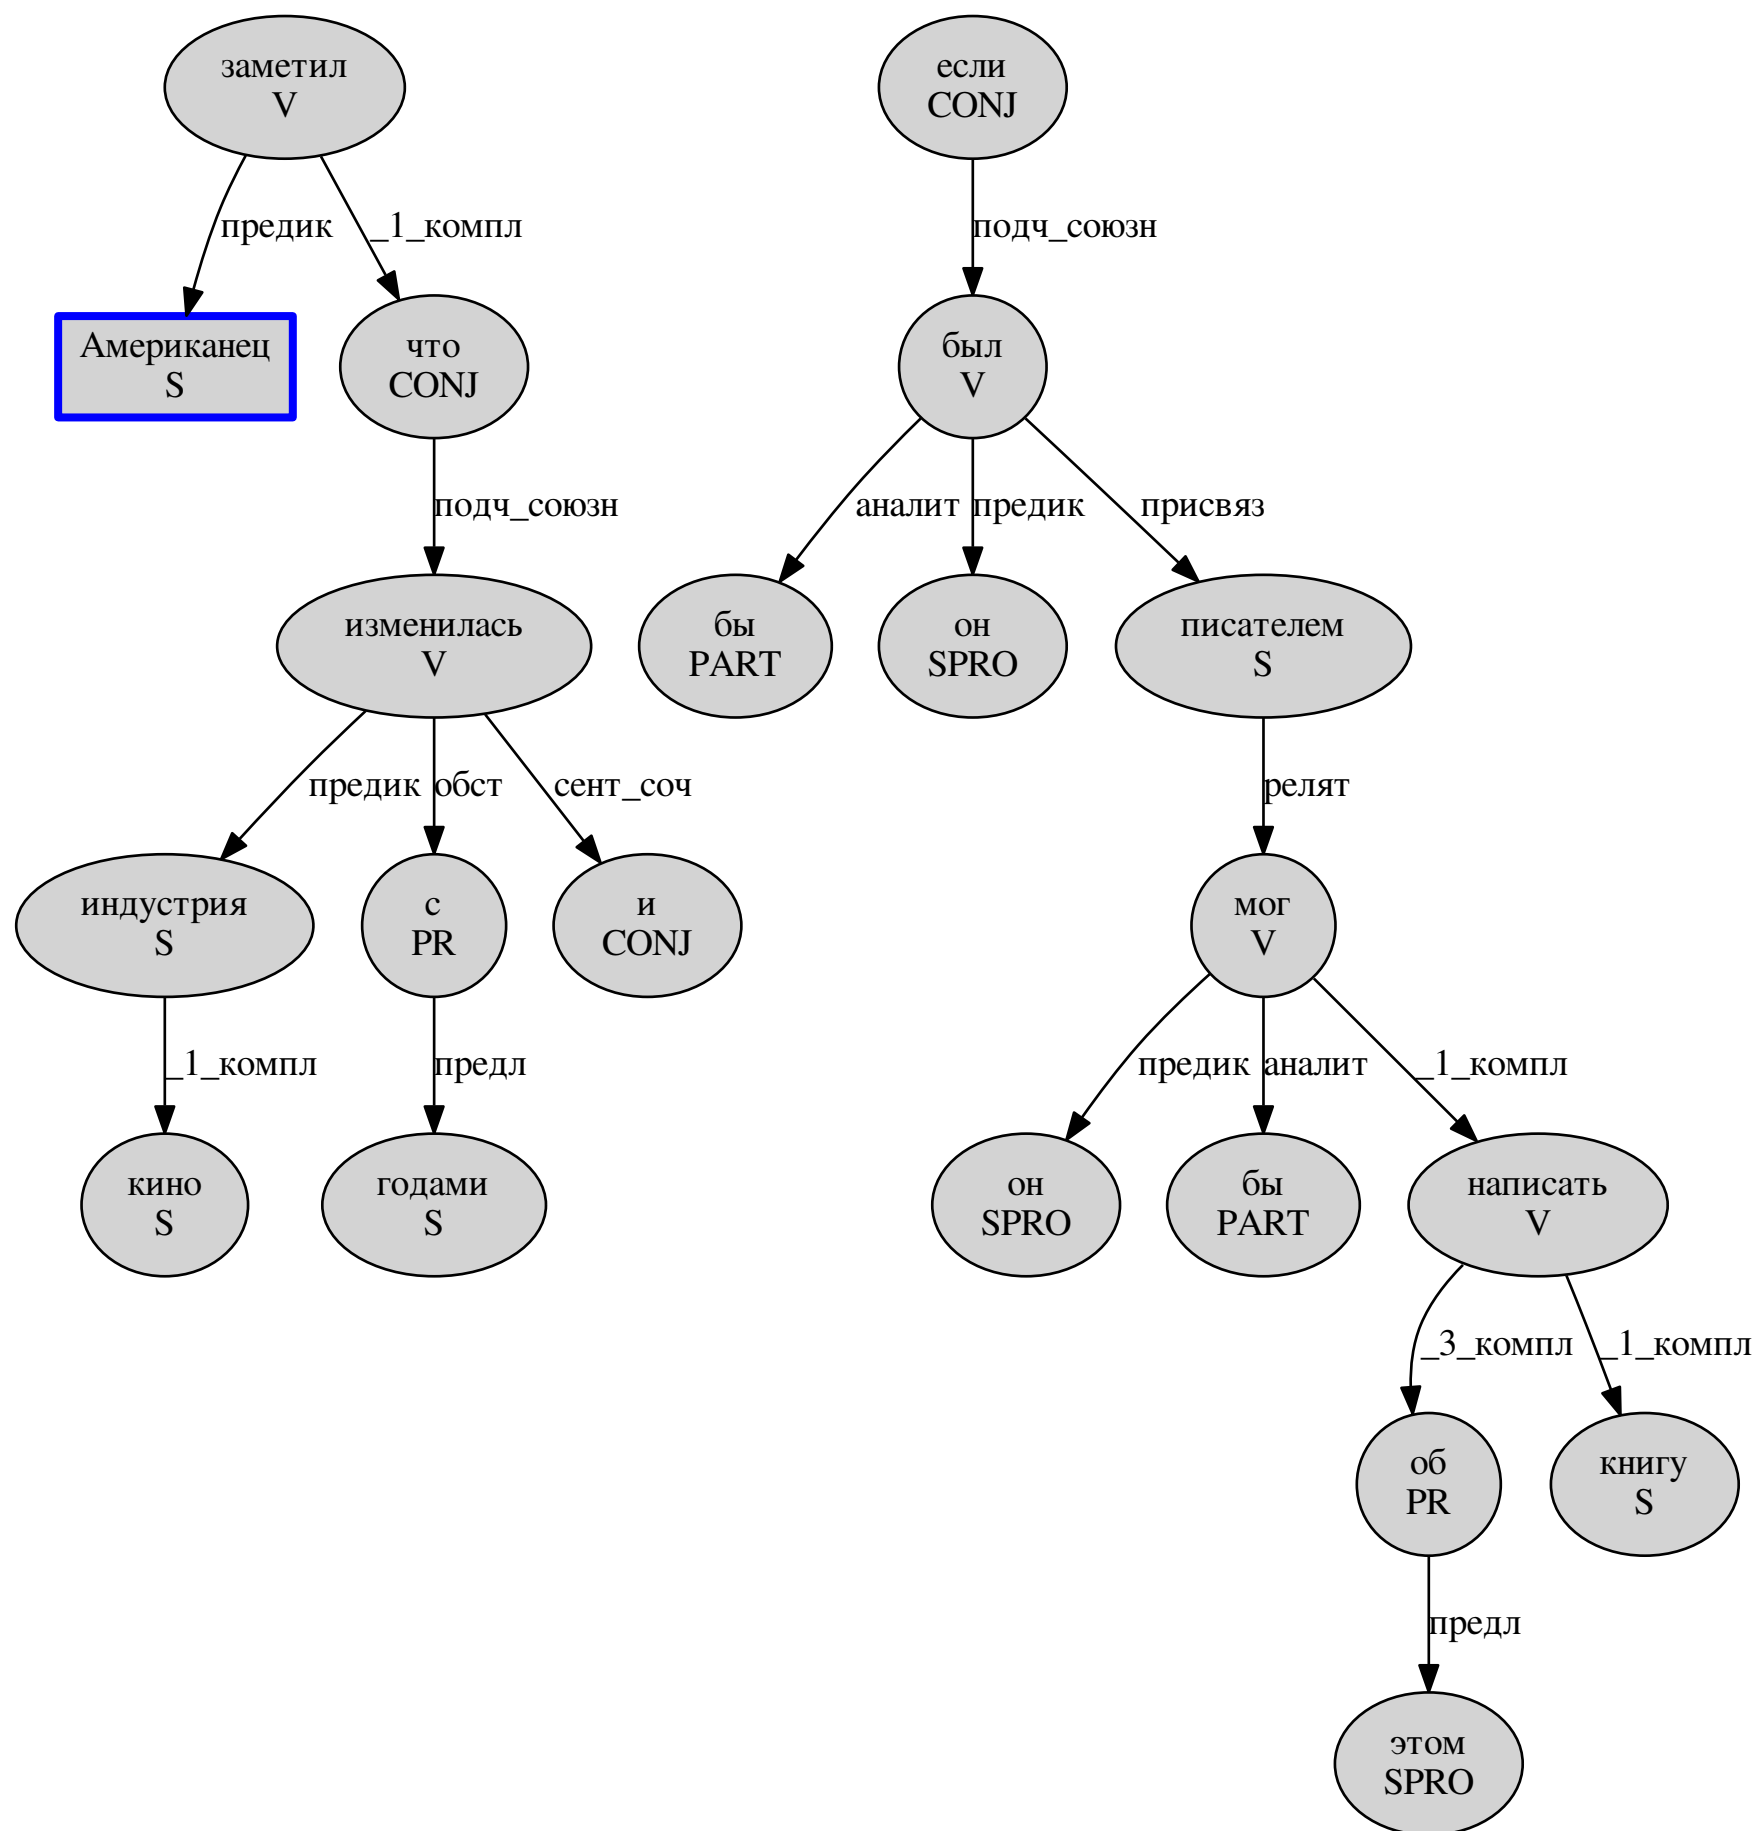 заметил
V
если
CONJ
предик
_1_компл
подч_союзн
Американец
S
что
CONJ
был
V
подч_союзн
аналит
предик
присвяз
изменилась
V
бы
PART
он
SPRO
писателем
S
предик
обст
сент_соч
релят
индустрия
S
с
PR
и
CONJ
мог
V
_1_компл
предл
предик
аналит
_1_компл
кино
S
годами
S
он
SPRO
бы
PART
написать
V
_3_компл
_1_компл
об
PR
книгу
S
предл
этом
SPRO